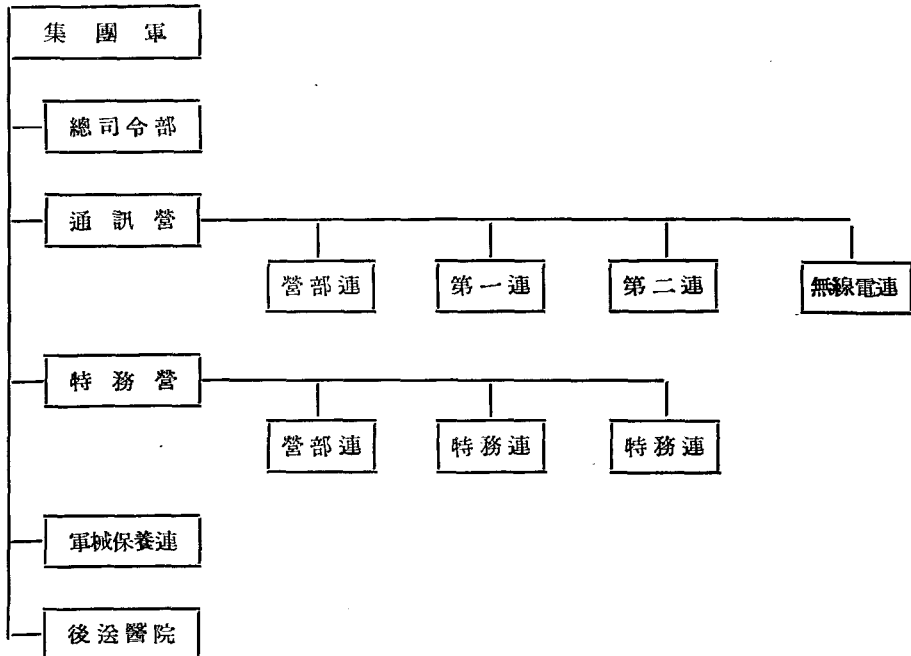 集團軍
總司令部
通訊營
營部連 第一連 第二連 無線電連
特務營
營部連 特務連 特務連
軍械保養連
後送醫院